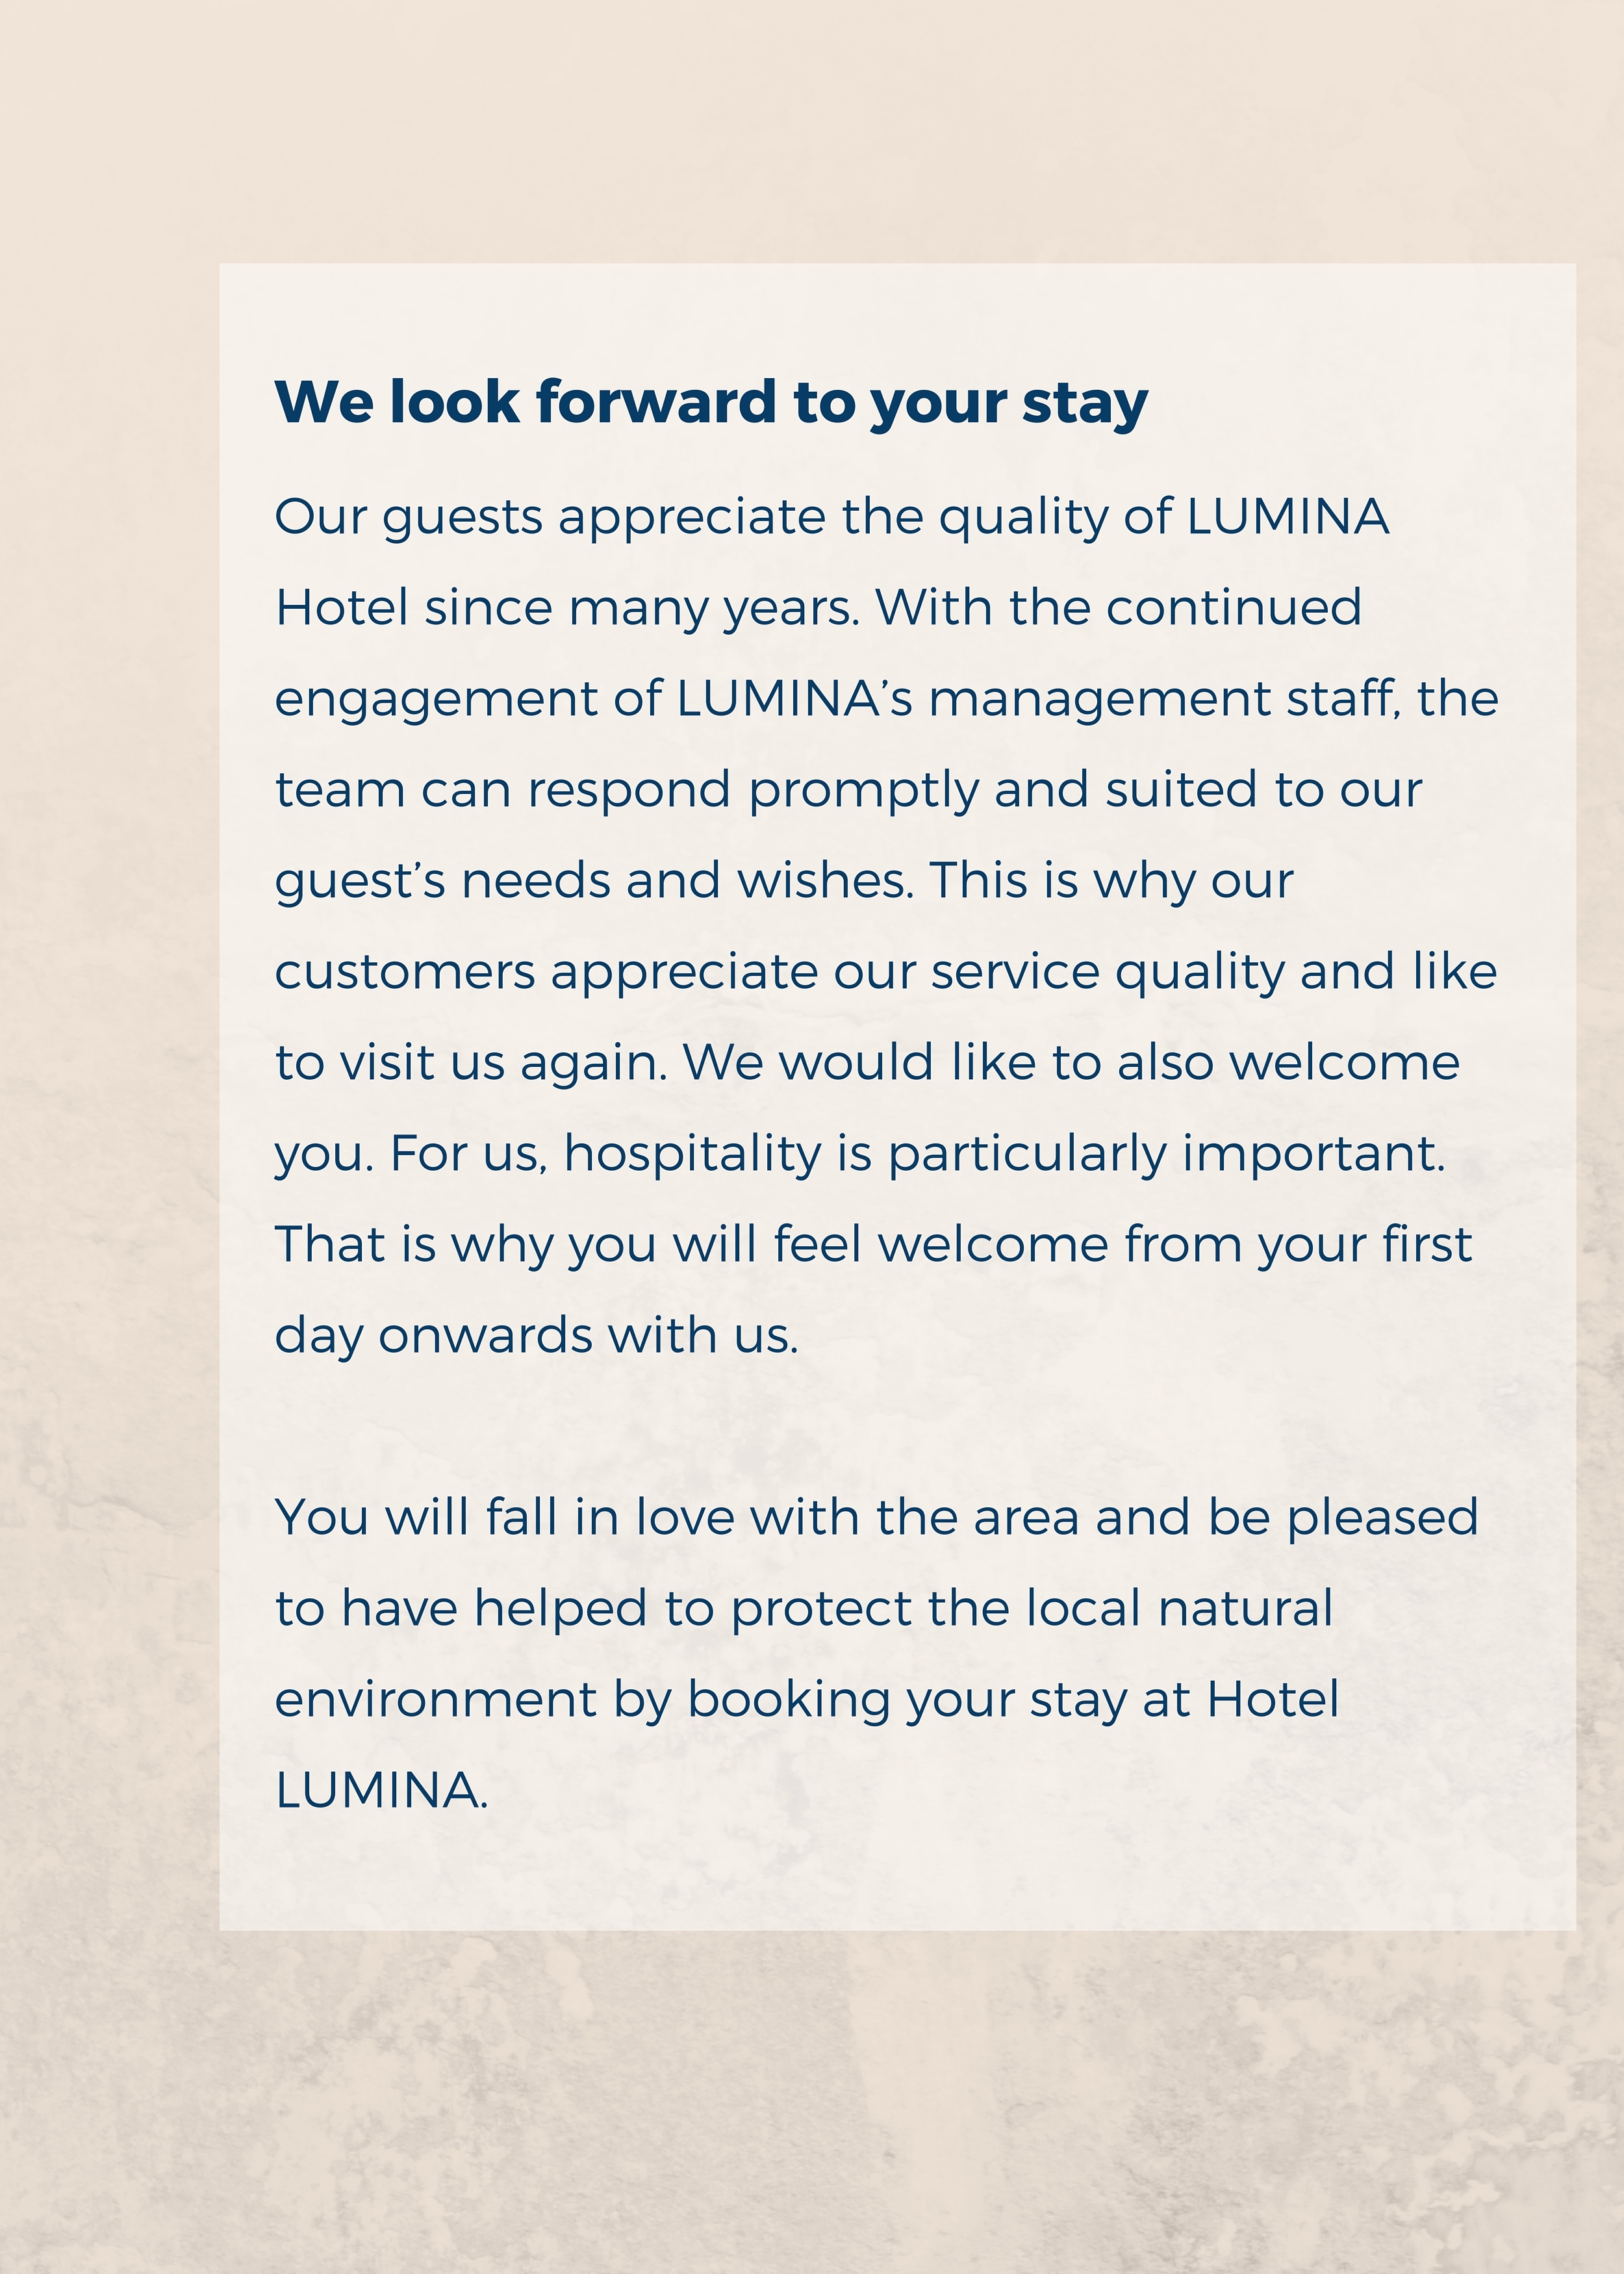 We look forward to your stay
Our guests appreciate the quality of LUMINA
Hotel since many years. With the continued
engagement of LUMINA’s management staff, the
team can respond promptly and suited to our
guest’s needs and wishes. This is why our
customers appreciate our service quality and like
to visit us again. We would like to also welcome
you. For us, hospitality is particularly important.
That is why you will feel welcome from your first
day onwards with us.
You will fall in love with the area and be pleased
to have helped to protect the local natural
environment by booking your stay at Hotel
LUMINA.